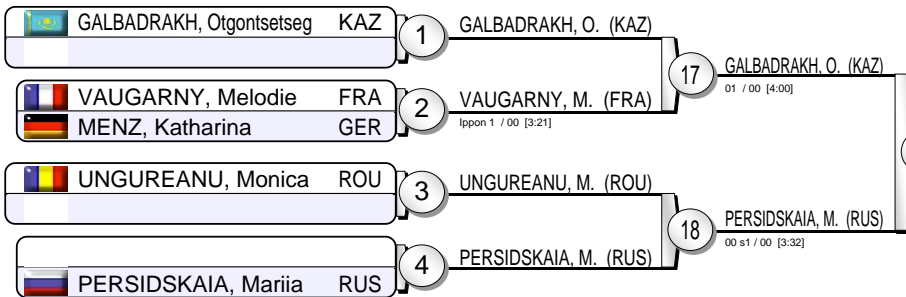 GALBADRAKH, Otgontsetseg KAZ
1
GALBADRAKH, O. (KAZ)
17
GALBADRAKH, O. (KAZ)
01 / 00 [4:00]
VAUGARNY, Melodie FRA
MENZ, Katharina GER
2
VAUGARNY, M. (FRA)
Ippon 1 / 00 [3:21]
UNGUREANU, Monica ROU
3
UNGUREANU, M. (ROU)
18
PERSIDSKAIA, M. (RUS)
00 s1 / 00 [3:32]
PERSIDSKAIA, Mariia RUS
4
PERSIDSKAIA, M. (RUS)